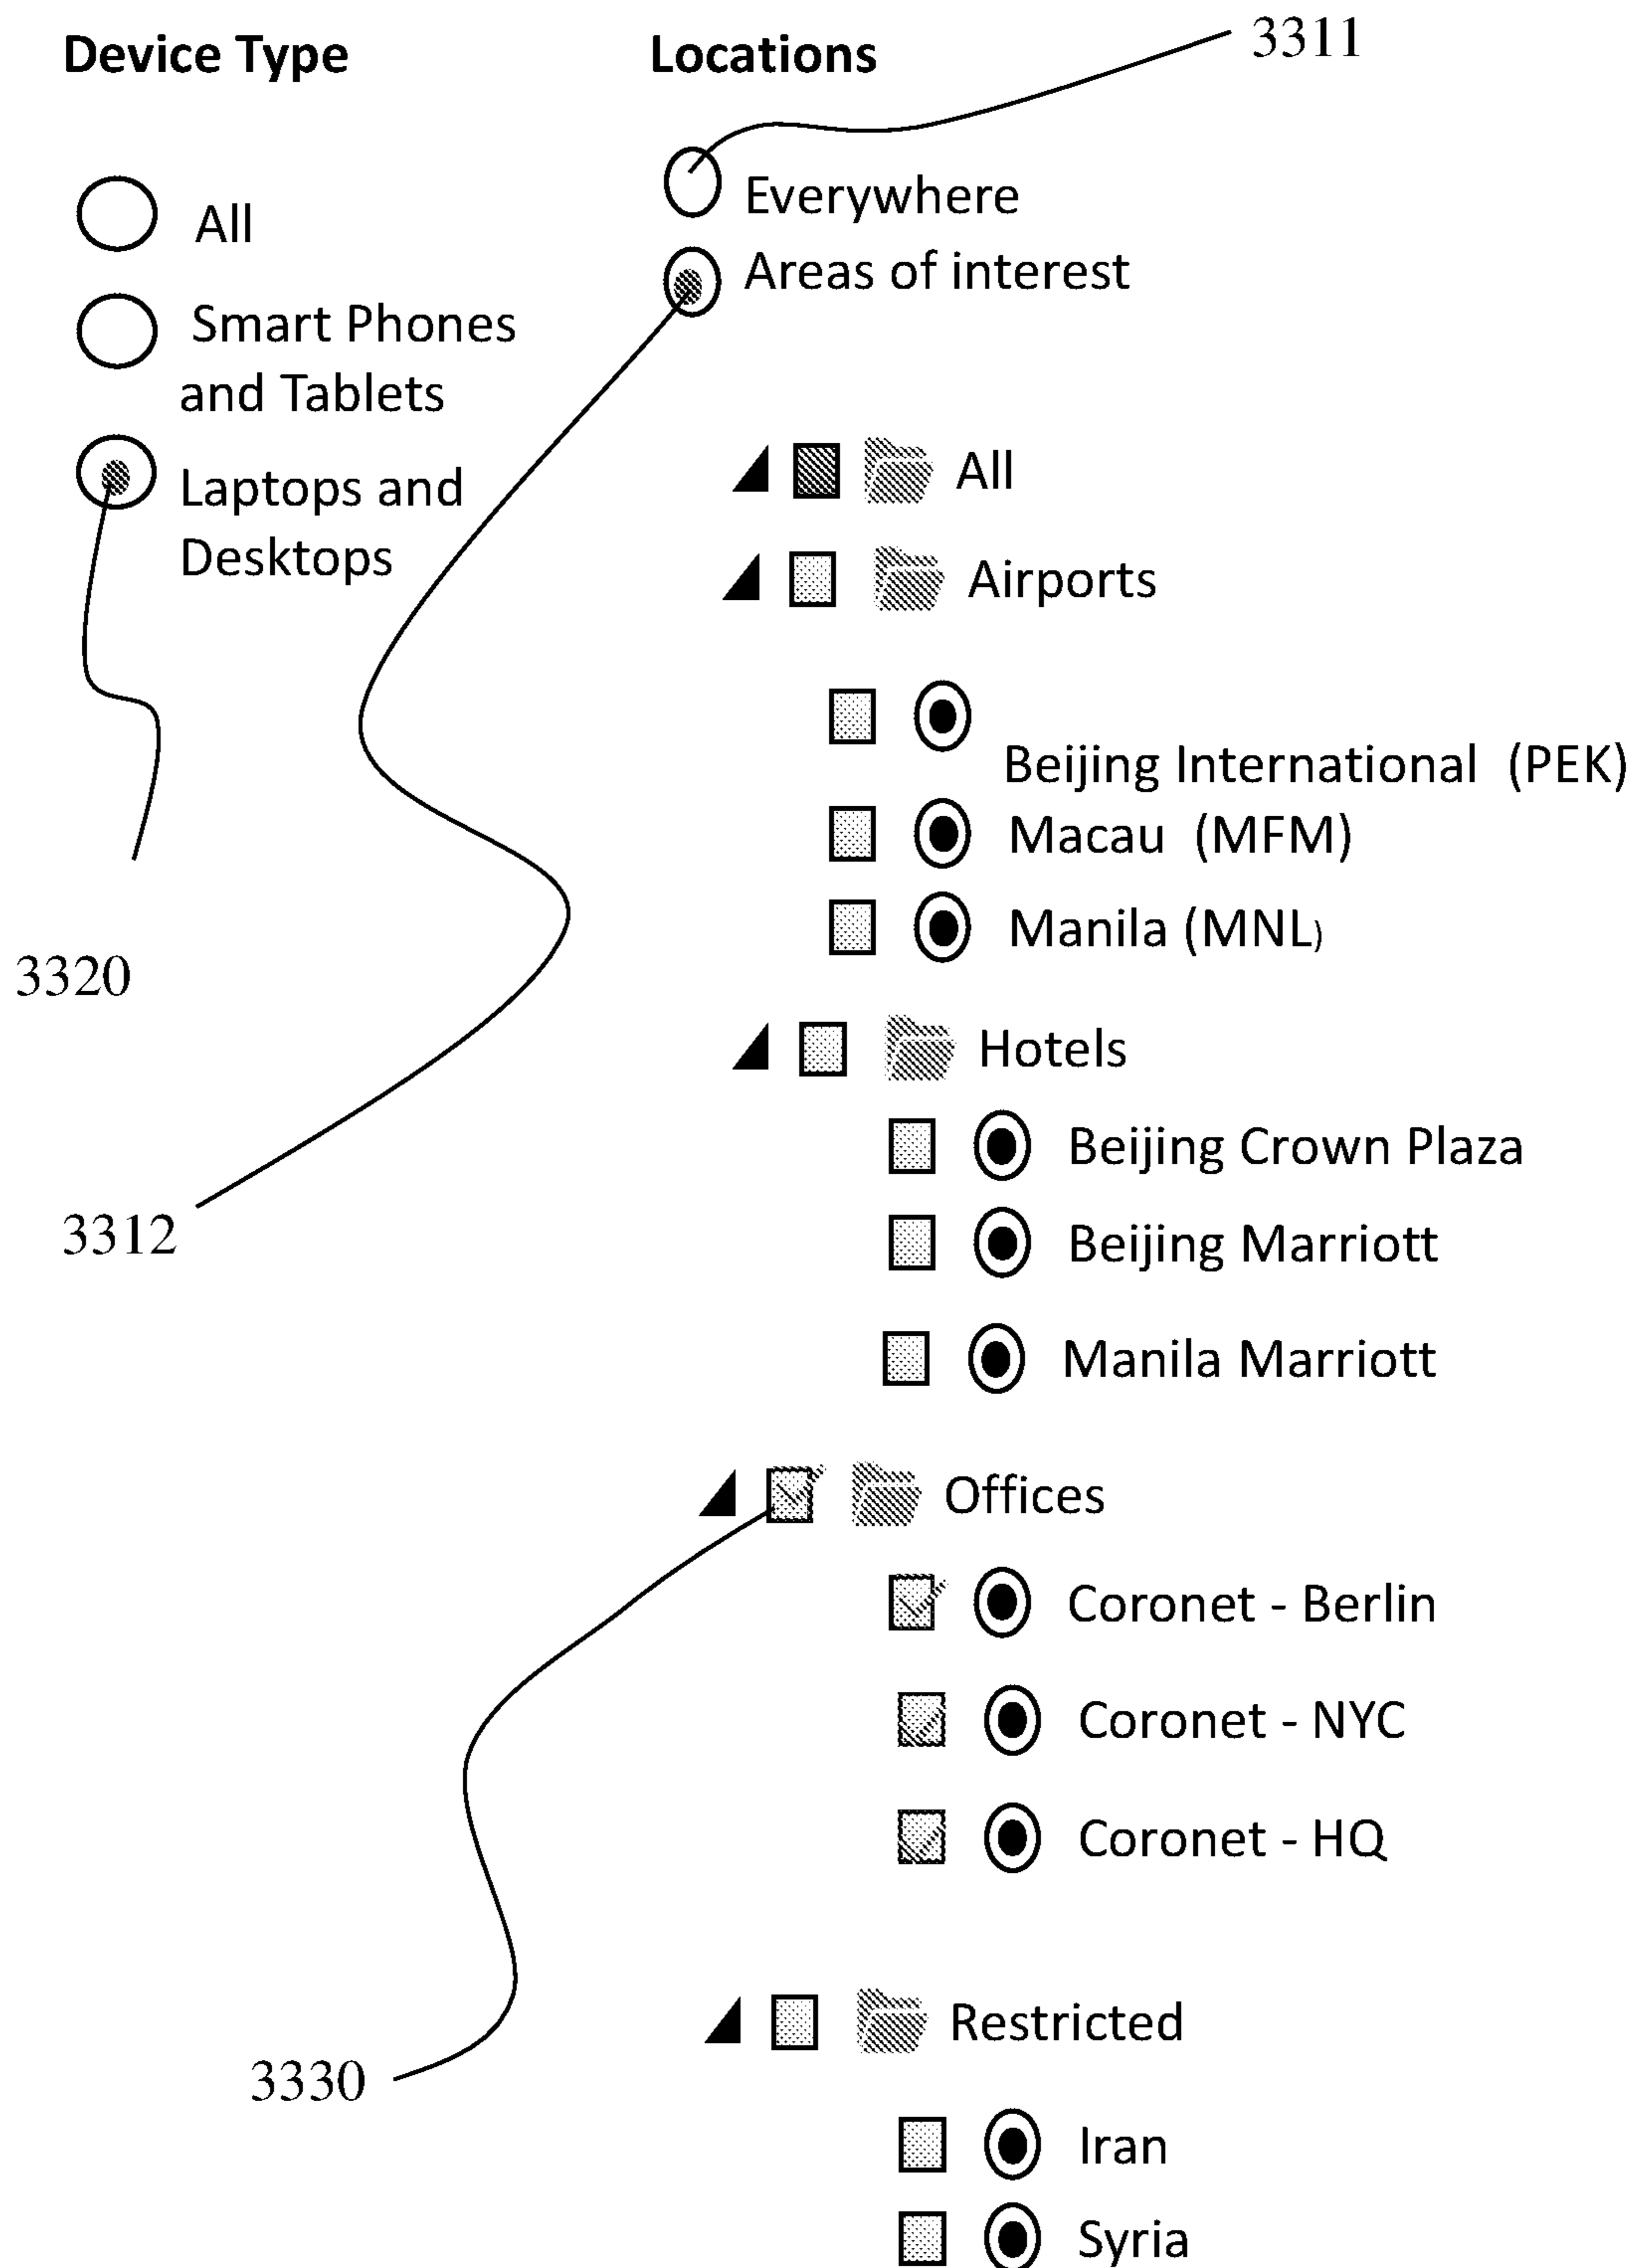 Device Type
Locations
3311
All
Smart Phones
and Tablets
Laptops and
Desktops
3320
3312
Everywhere
Areas of interest
All
Airports
Beijing International (PEK)
Macau (MFM)
Manila (MNL)
Hotels
Beijing Crown Plaza
Beijing Marriott
Manila Marriott
Offices
Coronet - Berlin
Coronet - NYC
Coronet - HQ
3330
Restricted
Iran
Syria